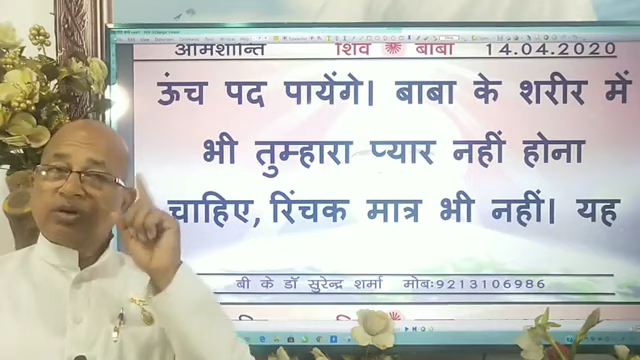 ओमशान्ति शिव बाबा 14.04.2020
ऊंच पद पायेंगे। बाबा के शरीर में
भी तुम्हारा प्यार नहीं होना
चाहिए, रिंचक मात्र भी नहीं। यह
बी के डॉ सुरेन्द्र शर्मा मोब:9213106986